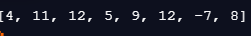 [4, 11, 12, 5, 9, 12, -7, 8]